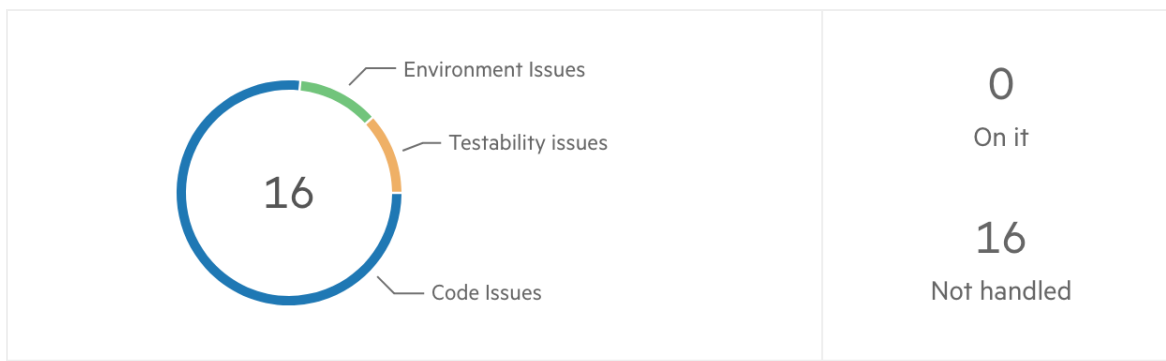 Environment Issues
Testability issues
16
Code Issues
0
On it
16
Not handled